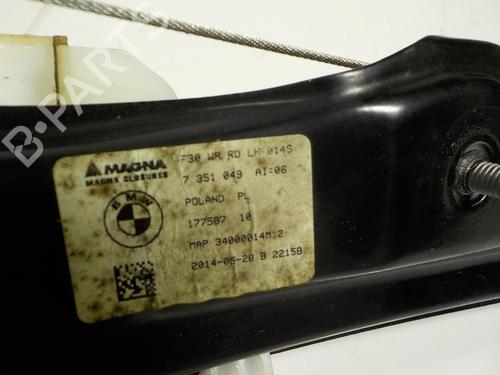 B-PARTS
MAGNA
MAGNA CLOSURES
BMW
F30 WR RD LH 014S
7 351 049 AI:06
POLAND PL
177587 10
MAP 34000014M12
2014-05-28 B 22158